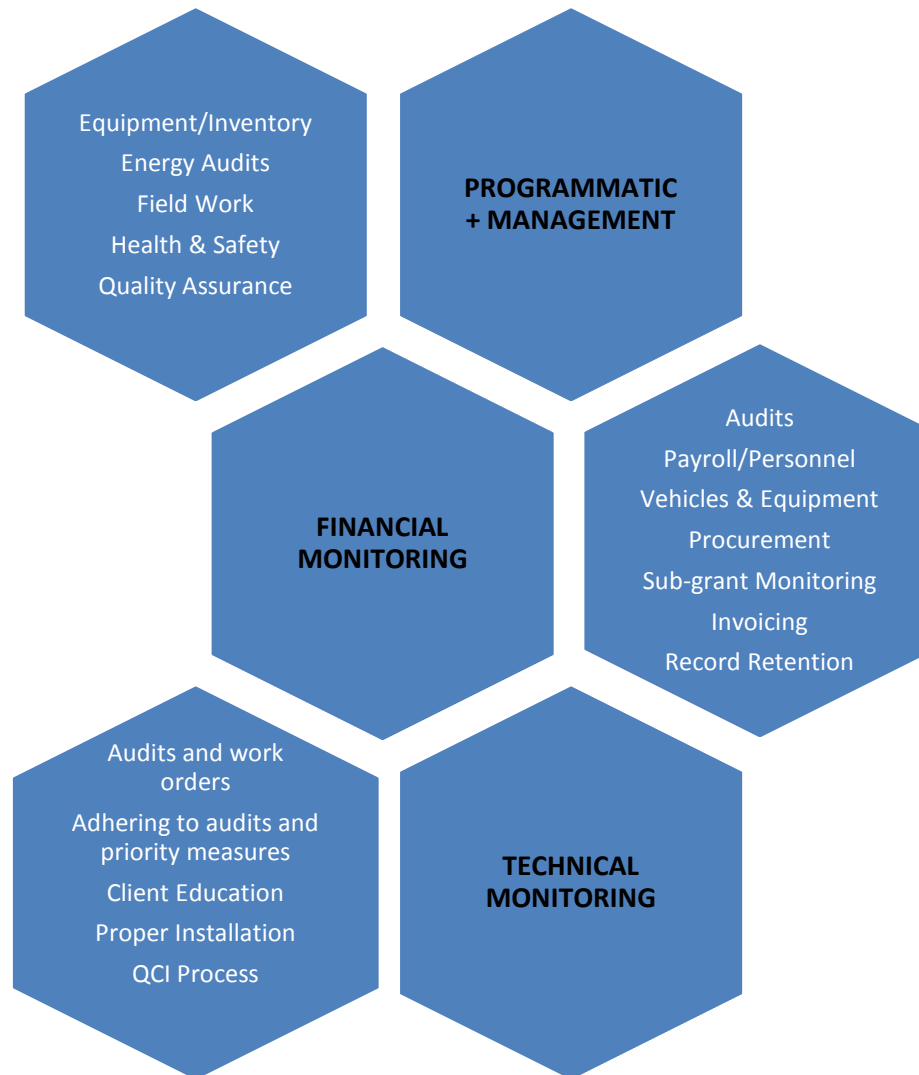 Equipment/Inventory
Energy Audits
Field Work
Health & Safety
Quality Assurance
PROGRAMMATIC
+ MANAGEMENT
FINANCIAL
MONITORING
Audits
Payroll/Personnel
Vehicles & Equipment
Procurement
Sub-grant Monitoring
Invoicing
Record Retention
Audits and work
orders
Adhering to audits and
priority measures
Client Education
Proper Installation
QCI Process
TECHNICAL
MONITORING